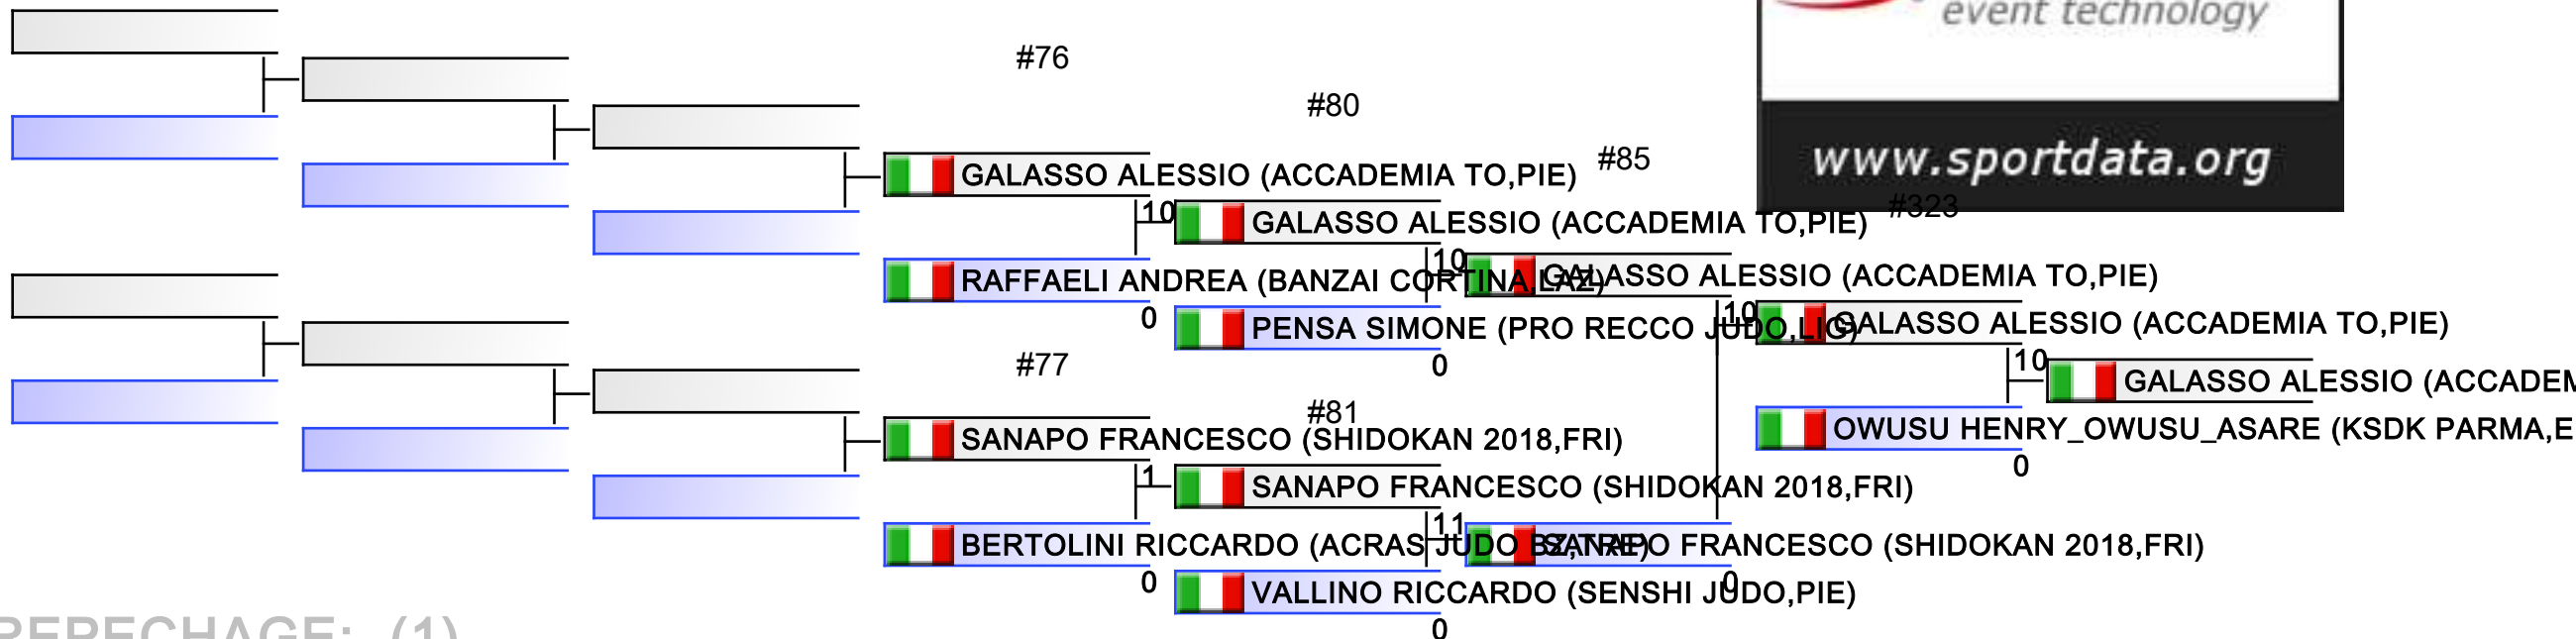 event technology
#76
#80
#85
www.sportdata.org
GALASSO ALESSIO (ACCADEMIA TO,PIE)
#323
10
GALASSO ALESSIO (ACCADEMIA TO,PIE)
10
GALASSO ALESSIO (ACCADEMIA TO,PIE)
RAFFAELI ANDREA (BANZAI CORTINA,LAZ)
0
10
GALASSO ALESSIO (ACCADEMIA TO,PIE)
PENSA SIMONE (PRO RECCO JUDO,LIG)
0
#77
10
GALASSO ALESSIO (ACCADEM
#81
OWUSU HENRY_OWUSU_ASARE (KSDK PARMA,E
0
SANAPO FRANCESCO (SHIDOKAN 2018,FRI)
1
SANAPO FRANCESCO (SHIDOKAN 2018,FRI)
11
BERTOLINI RICCARDO (ACRAS JUDO BZ,TRE)
0
SANAPO FRANCESCO (SHIDOKAN 2018,FRI)
0
VALLINO RICCARDO (SENSHI JUDO,PIE)
0
REPECHAGE: (1)